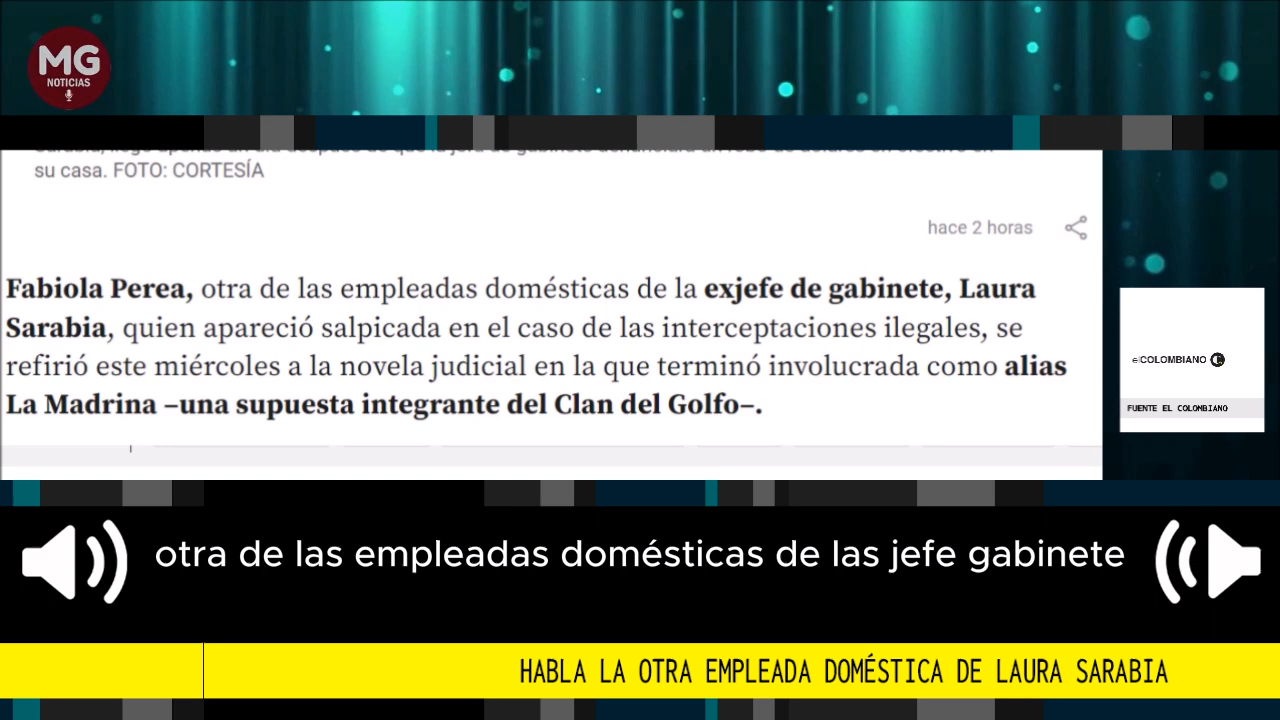 MG
NOTICIAS
su casa. FOTO: CORTESÍA
hace 2 horas
Fabiola Perea, otra de las empleadas domésticas de la exjefe de gabinete, Laura
Sarabia, quien apareció salpicada en el caso de las interceptaciones ilegales, se
refirió este miércoles a la novela judicial en la que terminó involucrada como alias
La Madrina –una supuesta integrante del Clan del Golfo–.
elCOLOMBIANO
FUENTE EL COLOMBIANO
otra de las empleadas domésticas de las jefe gabinete
HABLA LA OTRA EMPLEADA DOMÉSTICA DE LAURA SARABIA